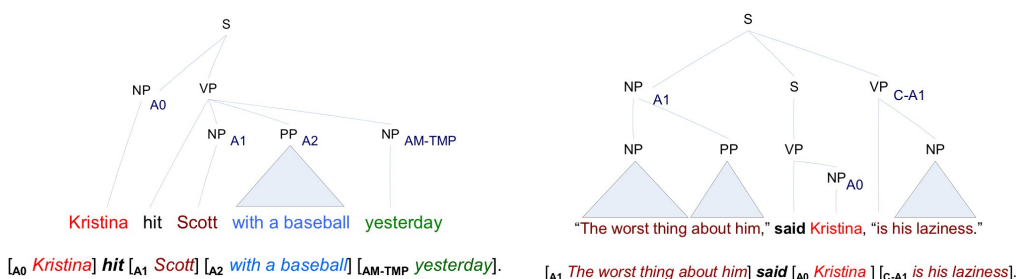 S
NP A0 VP
NP A1 PP A2 NP AM-TMP
Kristina hit Scott with a baseball yesterday
[A0 Kristina] hit [A1 Scott] [A2 with a baseball] [AM-TMP yesterday].
S
NP A1 S VP C-A1
NP PP VP NP
NP A0
“The worst thing about him,” said Kristina, “is his laziness.”
[A1 The worst thing about him] said [A0 Kristina ] [C-A1 is his laziness].